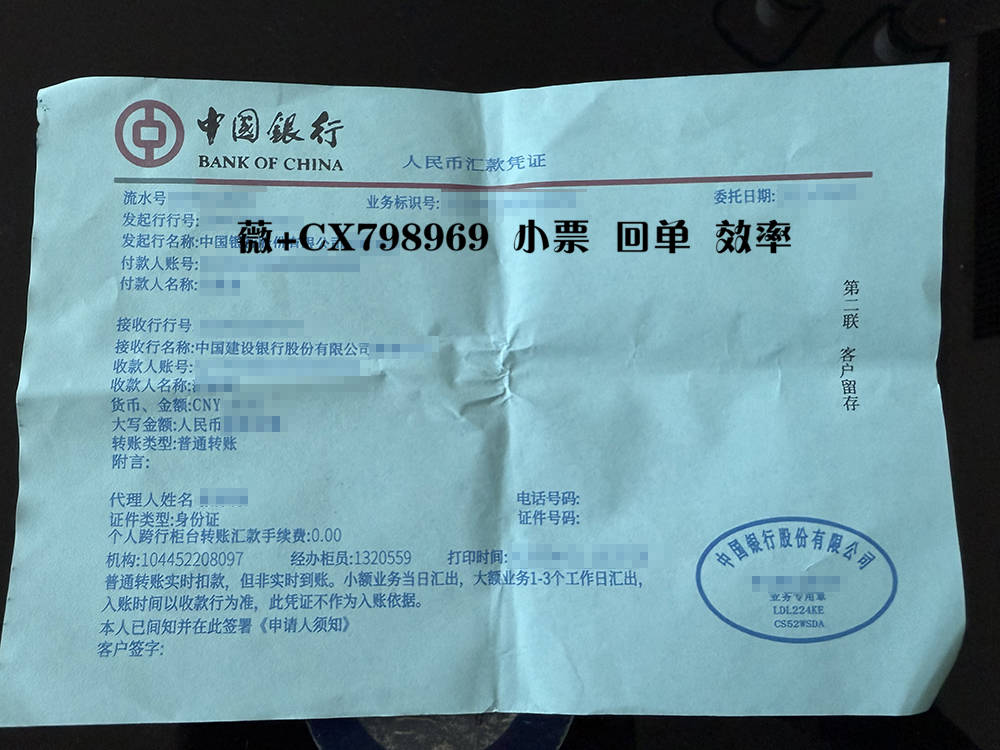 中国银行
BANK OF CHINA
人民币汇款凭证
流水号
业务标识号:
委托日期:
发起行行号:
薇+CX798969 小票 回单 效率
发起行名称:中国银
付款人账号:
付款人名称:
第二联 客户留存
接收行行号
接收行名称:中国建设银行股份有限公司
收款人账号:
收款人名称:
货币、金额:CNY
大写金额:人民币
转账类型:普通转账
附言:
代理人姓名
电话号码:
证件类型:身份证
证件号码:
个人跨行柜台转账汇款手续费:0.00
机构:104452208097 经办柜员:1320559 打印时间:
普通转账实时扣款，但非实时到账。小额业务当日汇出，大额业务1-3个工作日汇出，
入账时间以收款行为准，此凭证不作为入账依据。
本人已间知并在此签署《申请人须知》
客户签字:
中国银行股份有限公司
业务专用章
LDL224KE
CS52WSDA